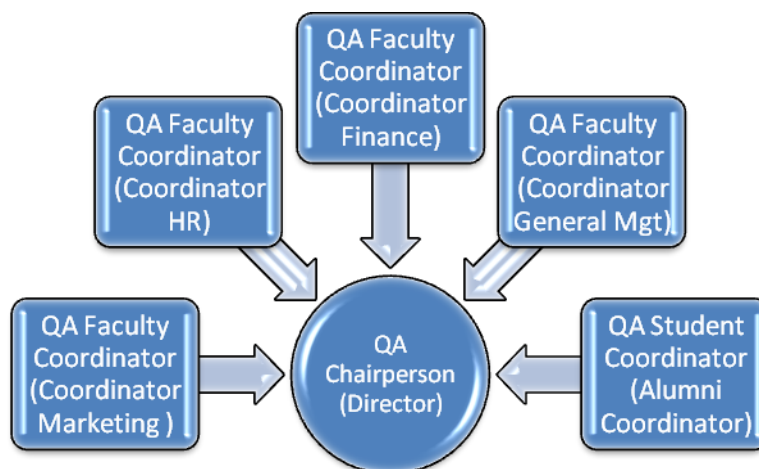 QA Faculty
Coordinator
(Coordinator
Finance)
QA Faculty
Coordinator
(Coordinator
HR)
QA Faculty
Coordinator
(Coordinator
General Mgt)
QA Faculty
Coordinator
(Coordinator
Marketing )
QA
Chairperson
(Director)
QA Student
Coordinator
(Alumni
Coordinator)